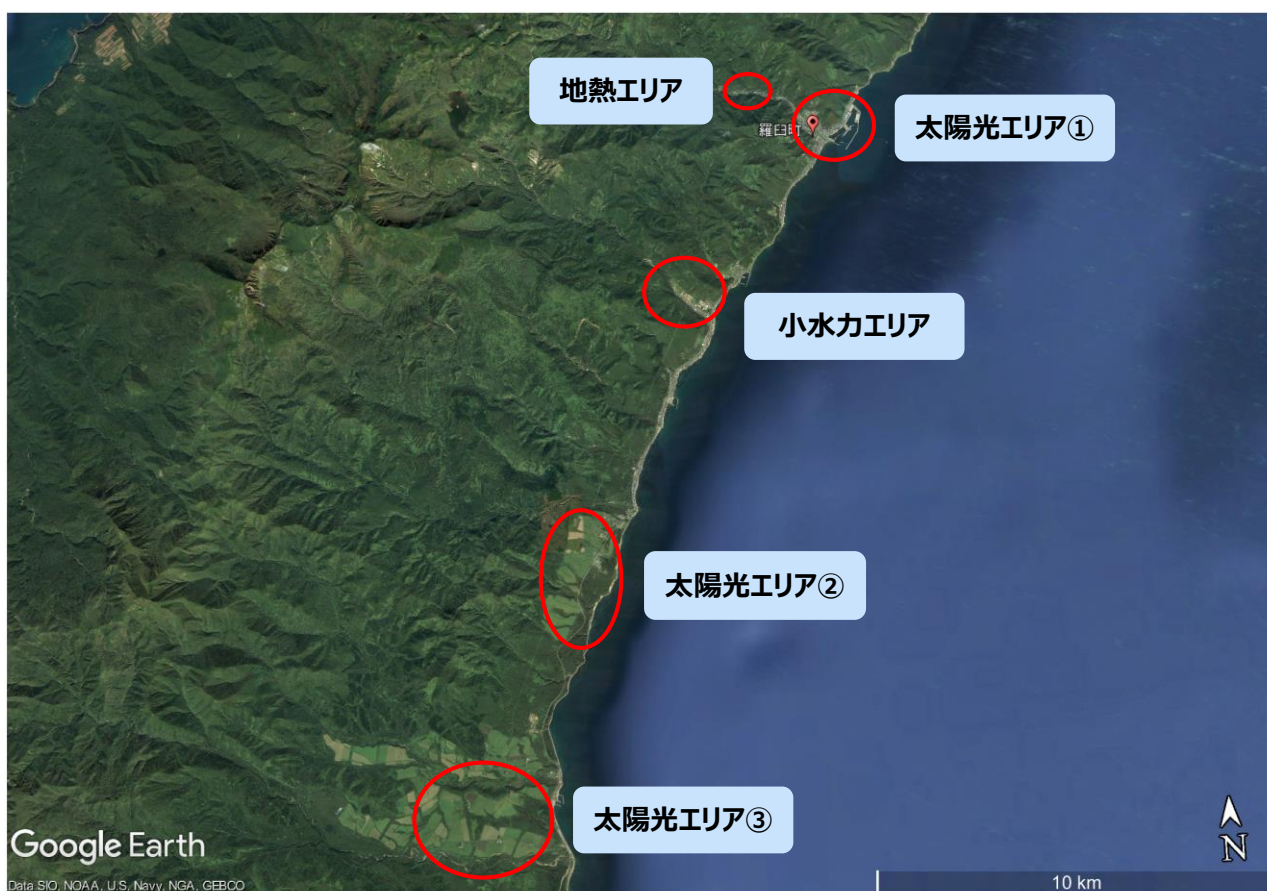 地熱エリア
太陽光エリア①
羅臼町
小水力エリア
太陽光エリア②
太陽光エリア③
Google Earth
Data SIO, NOAA, U.S. Navy, NGA, GEBCO
N
10 km